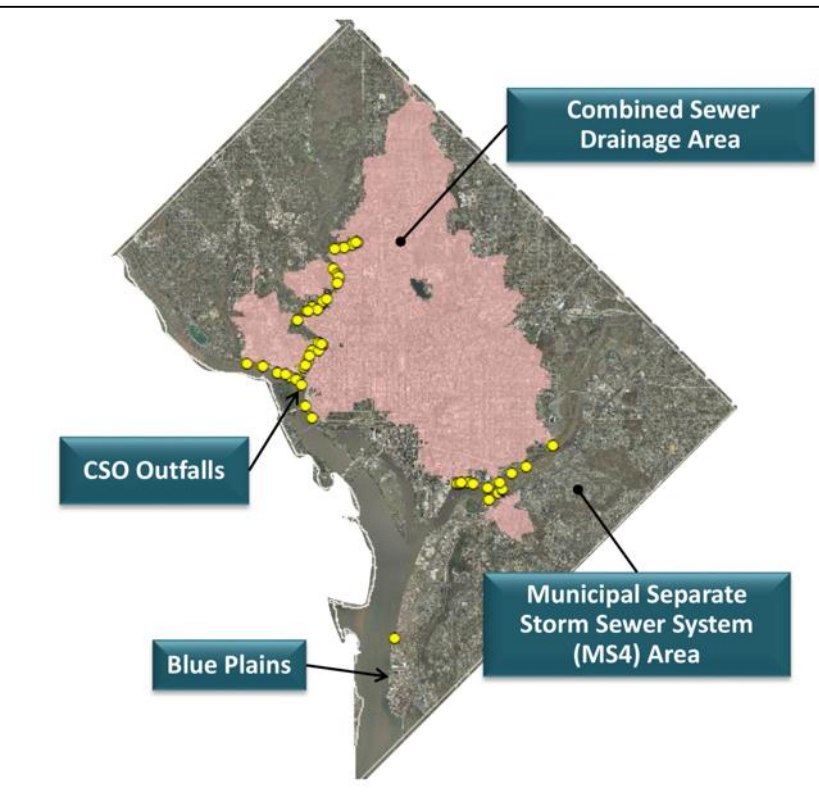 Combined Sewer
Drainage Area
CSO Outfalls
Municipal Separate
Storm Sewer System
(MS4) Area
Blue Plains